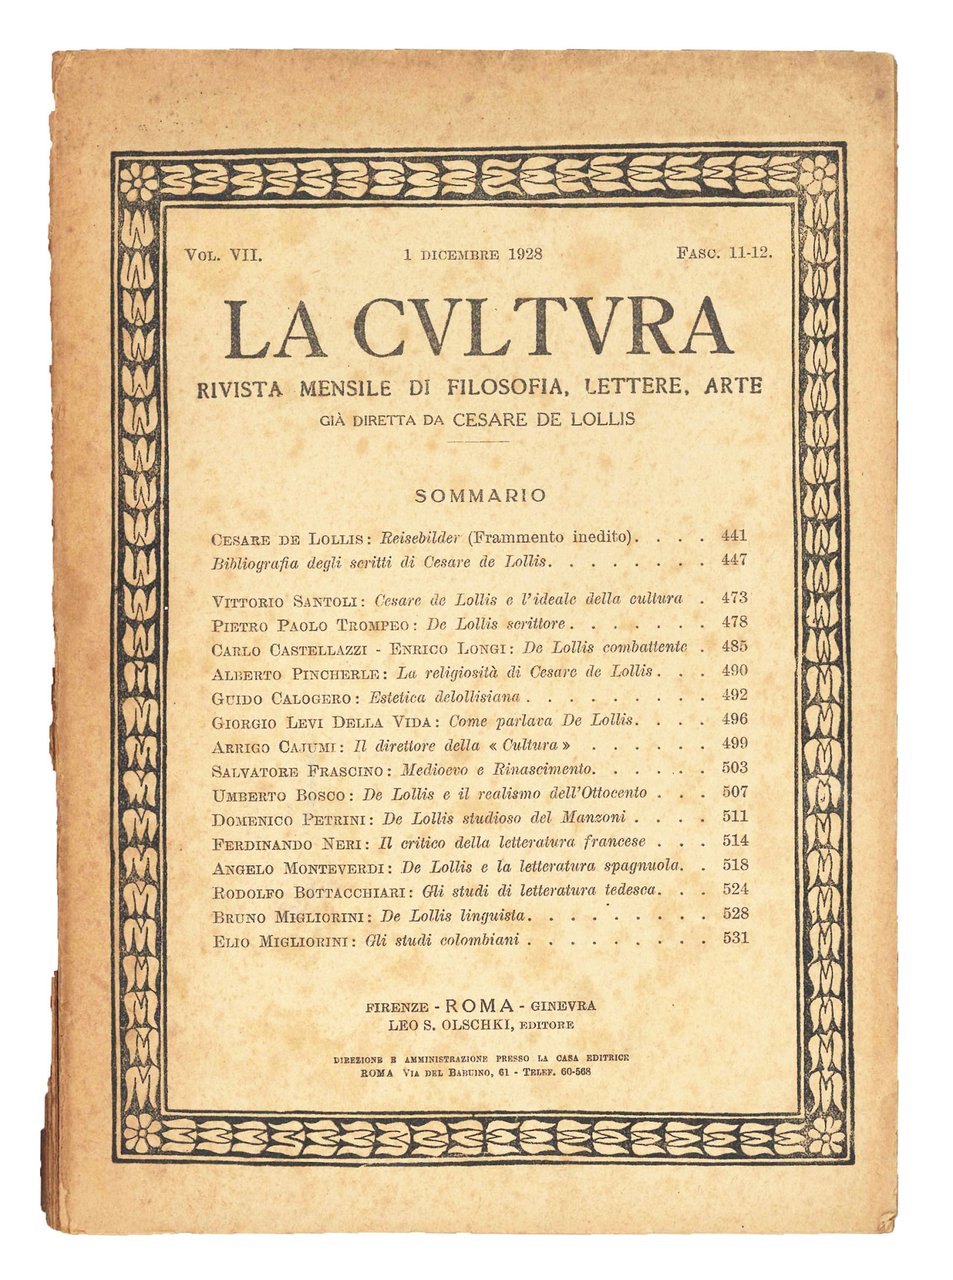 VOL. VII. 1 DICEMBRE 1928 FASC. 11-12.
LA CVLTVRA
RIVISTA MENSILE DI FILOSOFIA, LETTERE, ARTE
GIÀ DIRETTA DA CESARE DE LOLLIS
SOMMARIO
CESARE DE LOLLIS: Reisebilder (Frammento inedito). . . . 441
Bibliografia degli scritti di Cesare de Lollis. . . . . . . . 447
VITTORIO SANTOLI: Cesare de Lollis e l'ideale della cultura . 473
PIETRO PAOLO TROMPEO: De Lollis scrittore . . . . . . . 478
CARLO CASTELLAZZI - ENRICO LONGI: De Lollis combattente . 485
ALBERTO PINCHERLE: La religiosità di Cesare de Lollis . . . 490
GUIDO CALOGERO: Estetica delollisiana . . . . . . . . . . 492
GIORGIO LEVI DELLA VIDA: Come parlava De Lollis. . . . 496
ARRIGO CAJUMI: Il direttore della « Cultura » . . . . . . 499
SALVATORE FRASCINO: Medioevo e Rinascimento. . . . . . 503
UMBERTO BOSCO: De Lollis e il realismo dell'Ottocento . . . 507
DOMENICO PETRINI: De Lollis studioso del Manzoni . . . . 511
FERDINANDO NERI: Il critico della letteratura francese . . . 514
ANGELO MONTEVERDI: De Lollis e la letteratura spagnuola. . 518
RODOLFO BOTTACCHIARI: Gli studi di letteratura tedesca. . . 524
BRUNO MIGLIORINI: De Lollis linguista. . . . . . . . . . 528
ELIO MIGLIORINI: Gli studi colombiani . . . . . . . . . . 531
FIRENZE - ROMA - GINEVRA
LEO S. OLSCHKI, EDITORE
DIREZIONE E AMMINISTRAZIONE PRESSO LA CASA EDITRICE
ROMA VIA DEL BABUINO, 61 - TELEF. 60-568